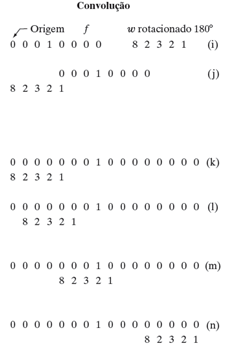 Convolução
Origem f w rotacionado 180°
0 0 0 1 0 0 0 0 8 2 3 2 1 (i)
0 0 0 1 0 0 0 0 (j)
8 2 3 2 1
0 0 0 0 0 0 0 1 0 0 0 0 0 0 0 0 (k)
8 2 3 2 1
0 0 0 0 0 0 0 1 0 0 0 0 0 0 0 0 (l)
8 2 3 2 1
0 0 0 0 0 0 0 1 0 0 0 0 0 0 0 0 (m)
8 2 3 2 1
0 0 0 0 0 0 0 1 0 0 0 0 0 0 0 0 (n)
8 2 3 2 1